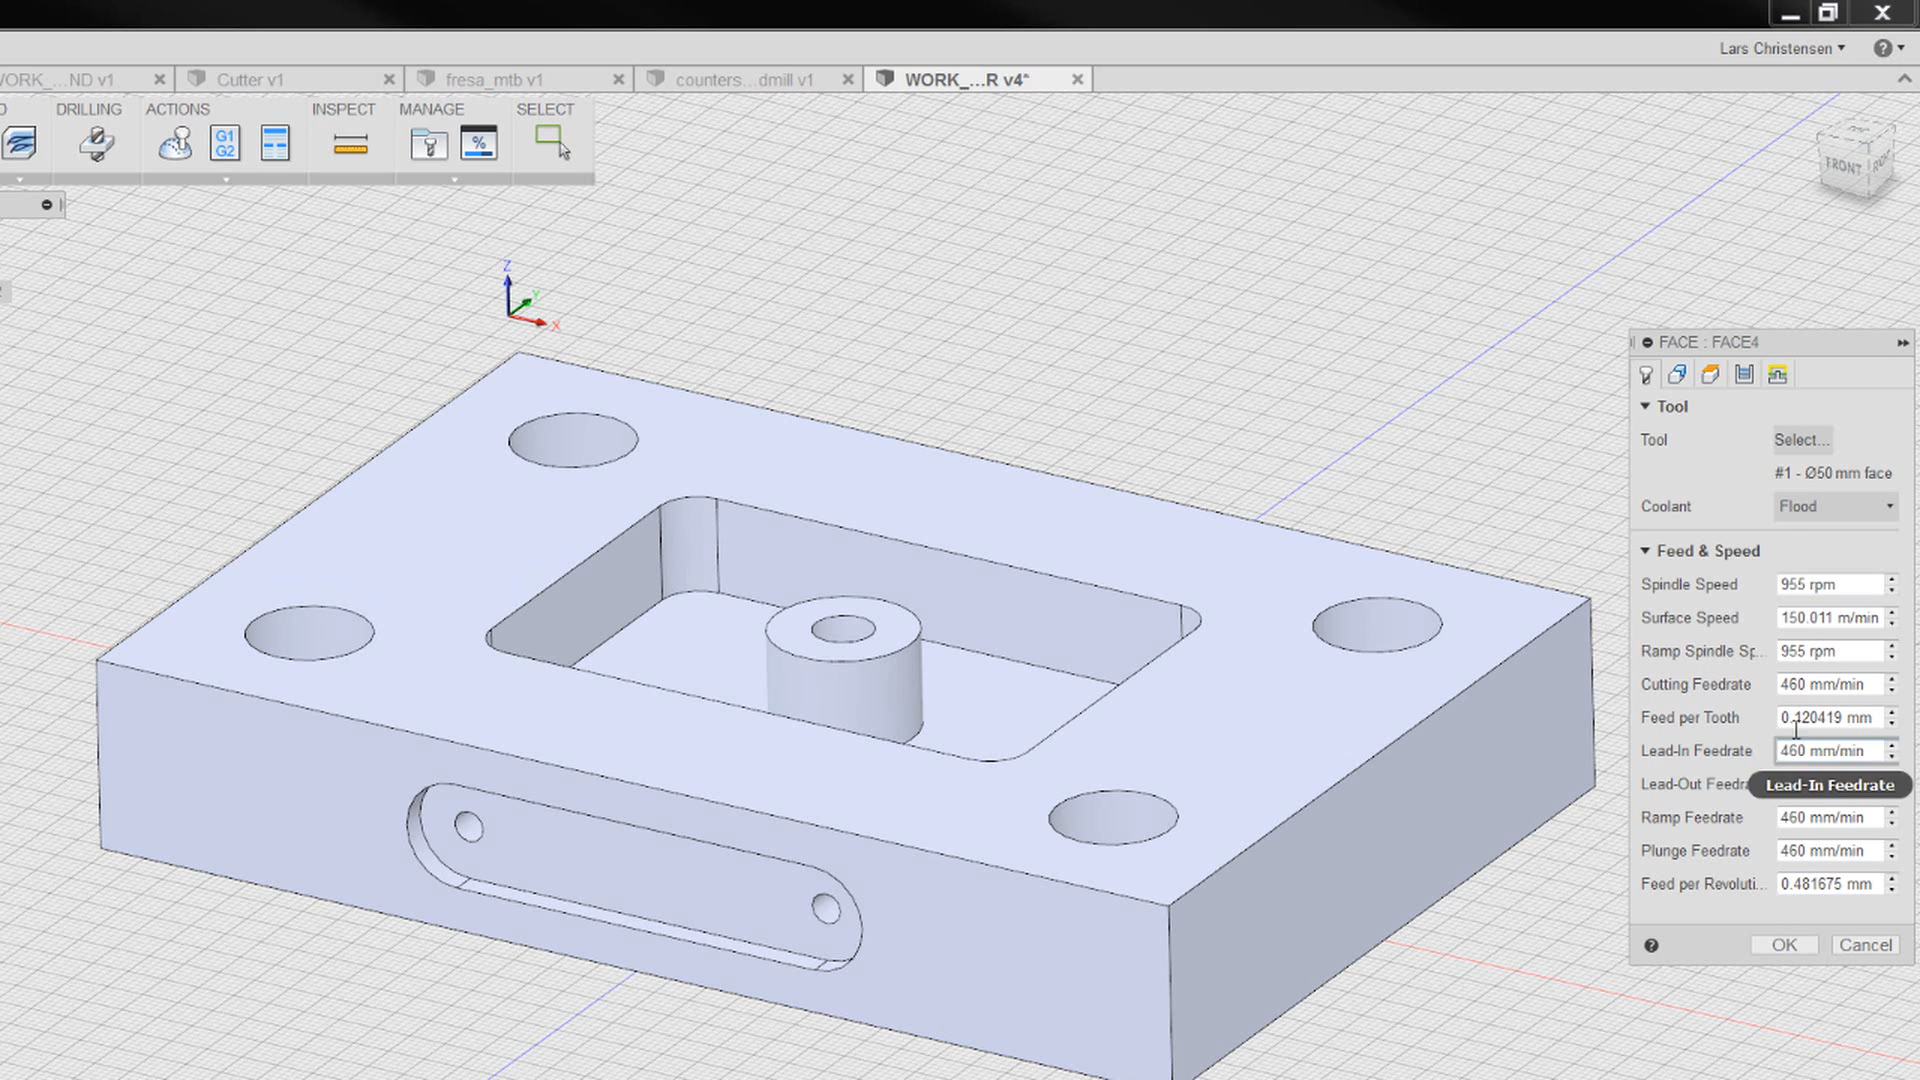 Lars Christensen
WORK_...ND v1
Cutter v1
fresa_mtb v1
counters...dmill v1
WORK_...R v4*
DRILLING
ACTIONS
INSPECT
MANAGE
SELECT
G1
G2
%
FRONT
RIGHT
Z
Y
X
FACE : FACE4
Tool
Tool
Select...
#1 - Ø50 mm face
Coolant
Flood
Feed & Speed
Spindle Speed
955 rpm
Surface Speed
150.011 m/min
Ramp Spindle Sp...
955 rpm
Cutting Feedrate
460 mm/min
Feed per Tooth
0.120419 mm
Lead-In Feedrate
460 mm/min
Lead-Out Feedra
Lead-In Feedrate
Ramp Feedrate
460 mm/min
Plunge Feedrate
460 mm/min
Feed per Revoluti...
0.481675 mm
OK
Cancel